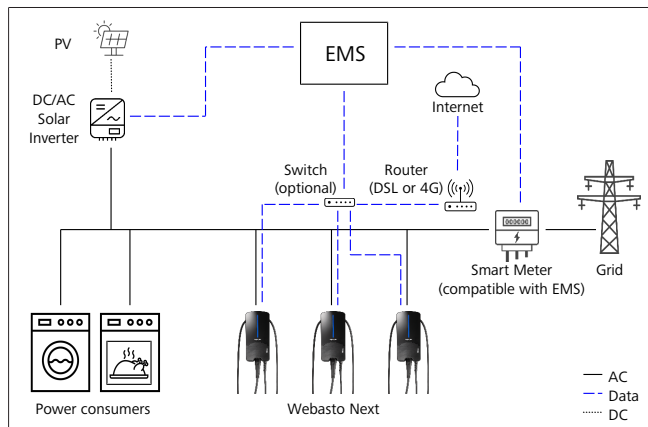 PV
EMS
DC/AC
Solar
Inverter
Internet
Switch
(optional)
Router
(DSL or 4G)
Smart Meter
(compatible with EMS)
Grid
Power consumers
Webasto Next
AC
Data
DC